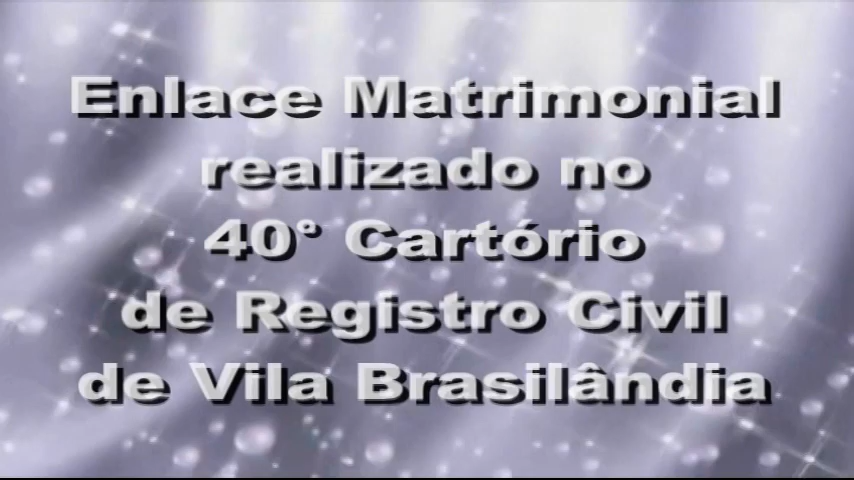 Enlace Matrimonial
realizado no
40° Cartório
de Registro Civil
de Vila Brasilândia